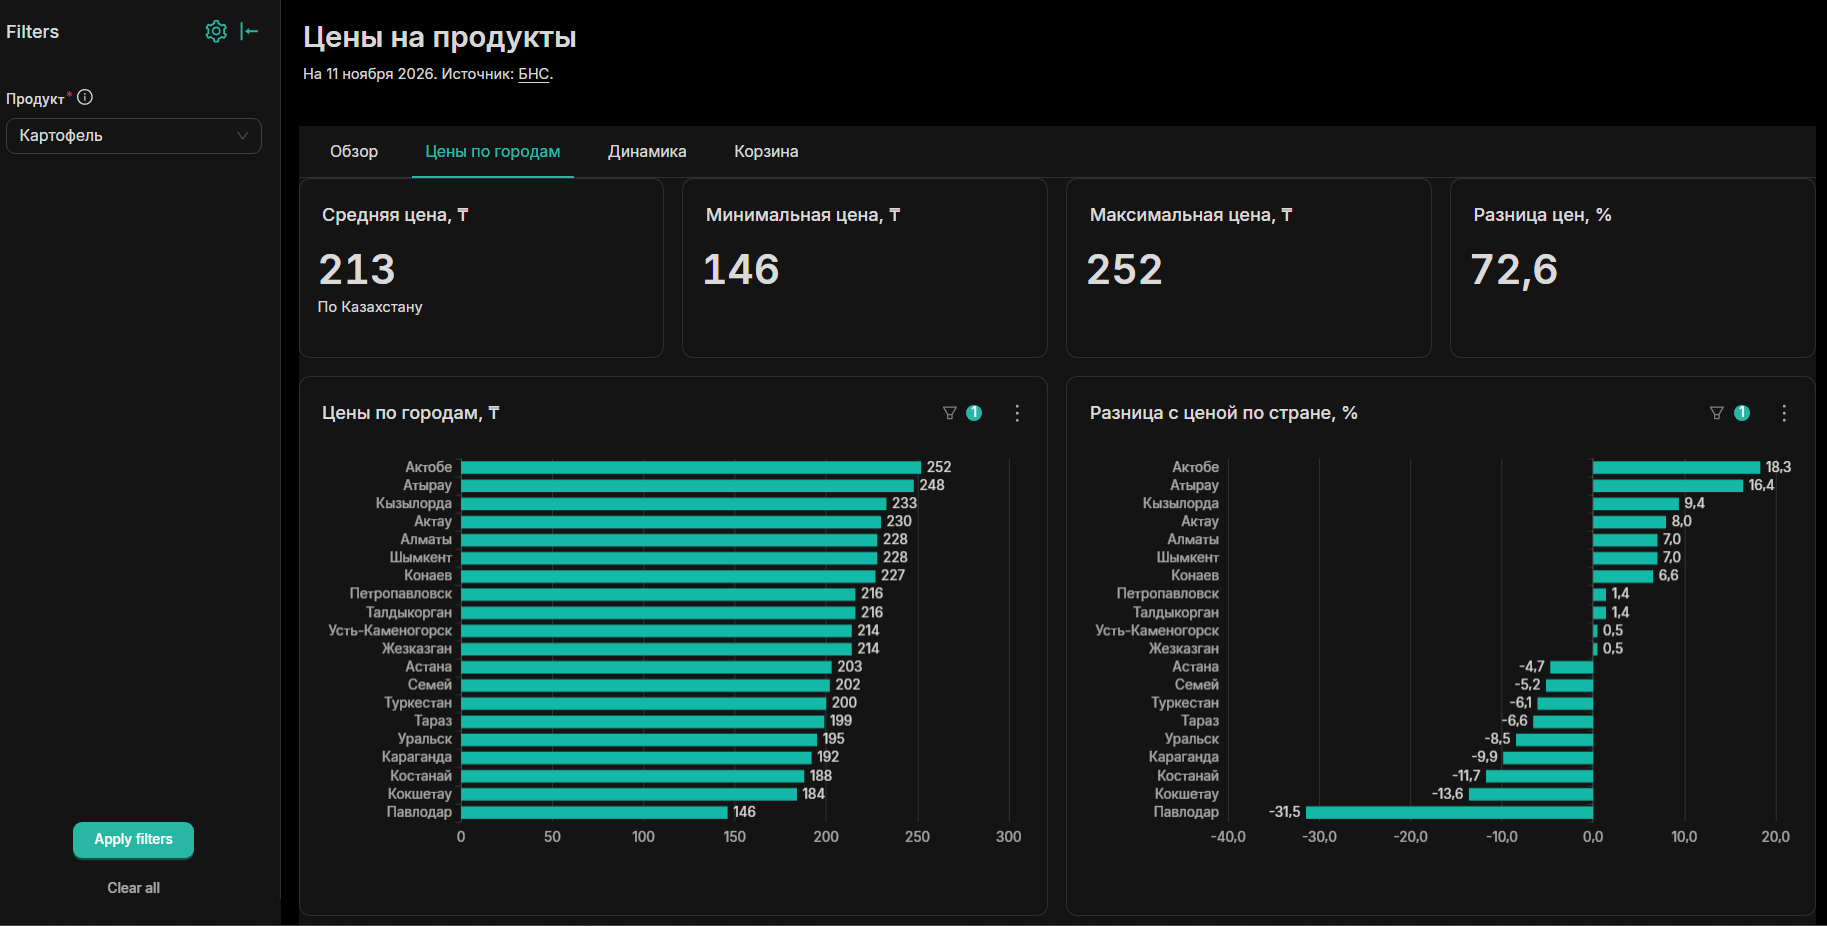 Filters
Продукт* 
Картофель
Apply filters
Clear all
Цены на продукты
На 11 ноября 2026. Источник: БНС.
Обзор Цены по городам Динамика Корзина
Средняя цена, ₸
213
По Казахстану
Минимальная цена, ₸
146
Максимальная цена, ₸
252
Разница цен, %
72,6
Цены по городам, ₸
1
Актобе 252
Атырау 248
Кызылорда 233
Актау 230
Алматы 228
Шымкент 228
Конаев 227
Петропавловск 216
Талдыкорган 216
Усть-Каменогорск 214
Жезказган 214
Астана 203
Семей 202
Туркестан 200
Тараз 199
Уральск 195
Караганда 192
Костанай 188
Кокшетау 184
Павлодар 146
0 50 100 150 200 250 300
Разница с ценой по стране, %
1
Актобе 18,3
Атырау 16,4
Кызылорда 9,4
Актау 8,0
Алматы 7,0
Шымкент 7,0
Конаев 6,6
Петропавловск 1,4
Талдыкорган 1,4
Усть-Каменогорск 0,5
Жезказган 0,5
Астана -4,7
Семей -5,2
Туркестан -6,1
Тараз -6,6
Уральск -8,5
Караганда -9,9
Костанай -11,7
Кокшетау -13,6
Павлодар -31,5
-40,0 -30,0 -20,0 -10,0 0,0 10,0 20,0